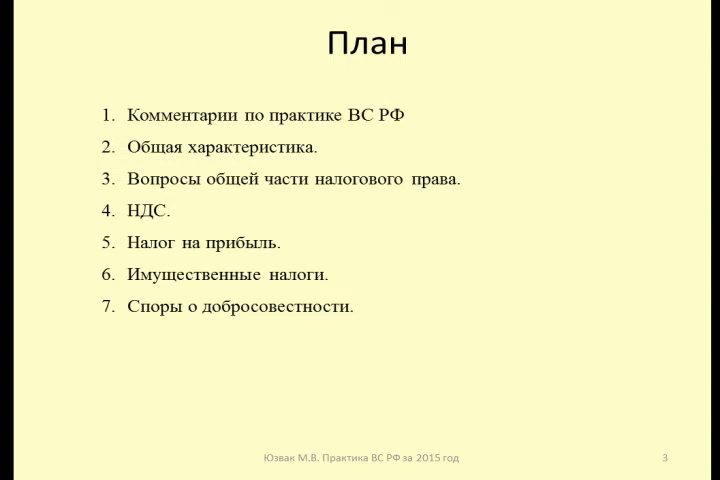 План
1. Комментарии по практике ВС РФ
2. Общая характеристика.
3. Вопросы общей части налогового права.
4. НДС.
5. Налог на прибыль.
6. Имущественные налоги.
7. Споры о добросовестности.
Юзвак М.В. Практика ВС РФ за 2015 год
3